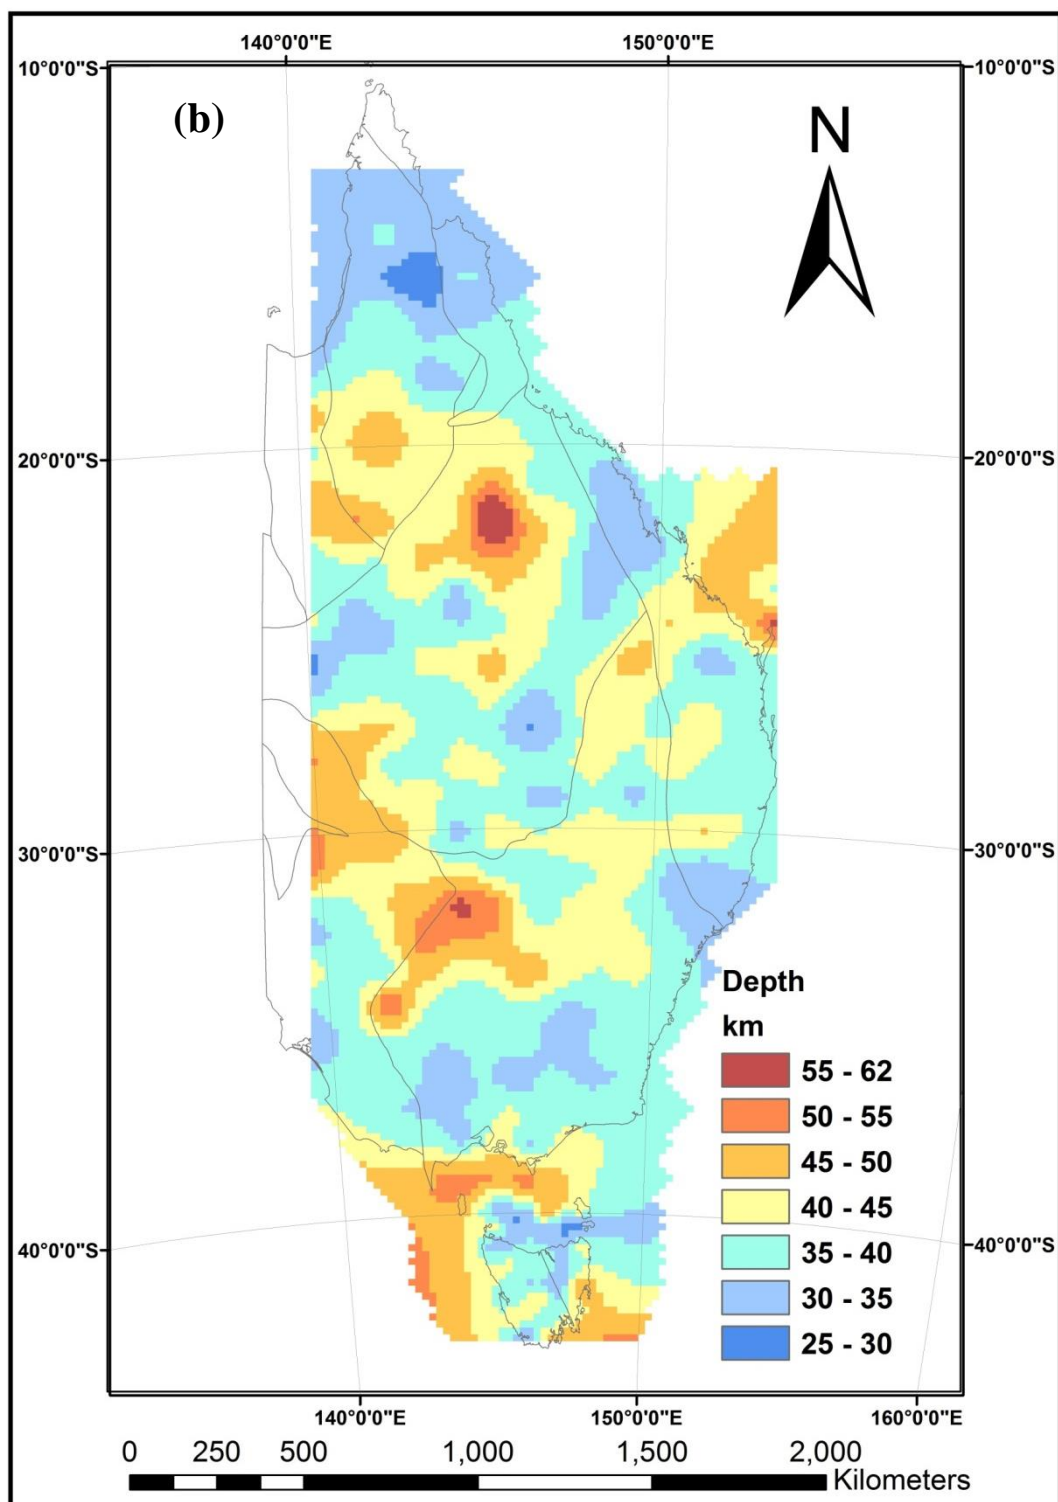 140°0'0"E 150°0'0"E
10°0'0"S 10°0'0"S
(b)
N
20°0'0"S 20°0'0"S
30°0'0"S 30°0'0"S
Depth
km
55 - 62
50 - 55
45 - 50
40 - 45
35 - 40
30 - 35
25 - 30
40°0'0"S 40°0'0"S
140°0'0"E 150°0'0"E 160°0'0"E
0 250 500 1,000 1,500 2,000
Kilometers